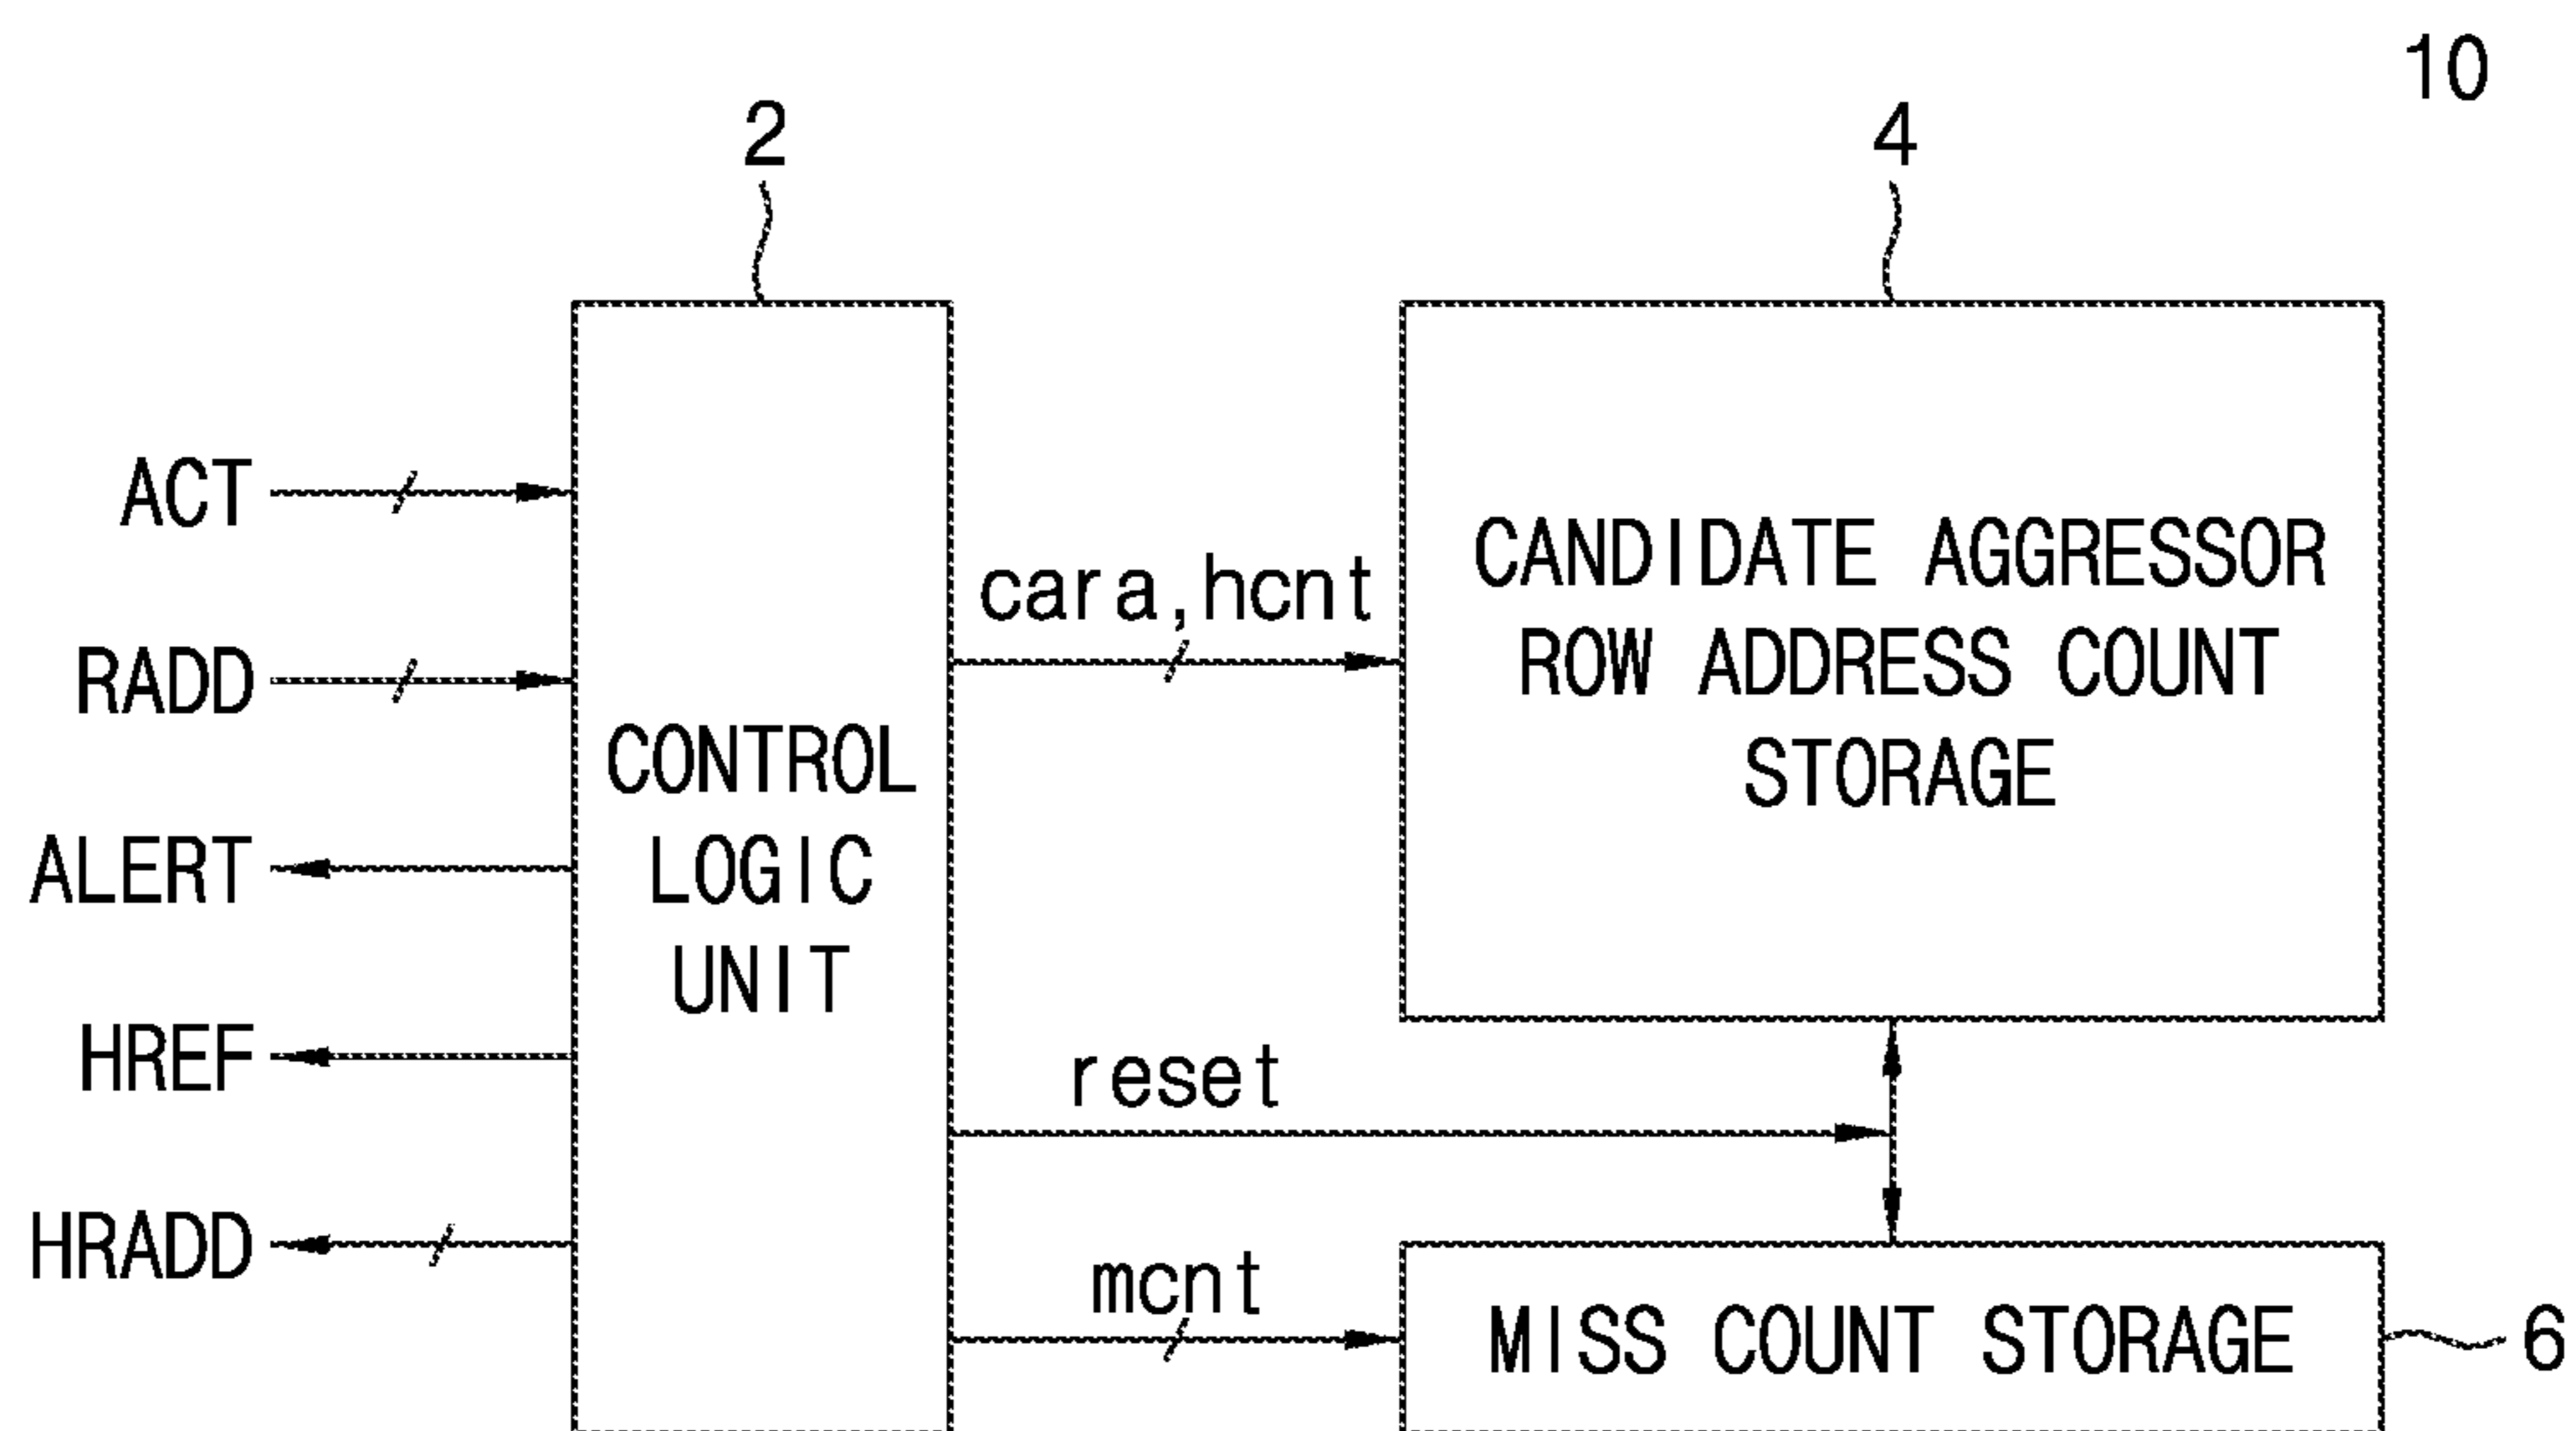 10
2
4
ACT
RADD
ALERT
HREF
HRADD
CONTROL
LOGIC
UNIT
cara,hcnt
reset
mcnt
CANDIDATE AGGRESSOR
ROW ADDRESS COUNT
STORAGE
MISS COUNT STORAGE
6